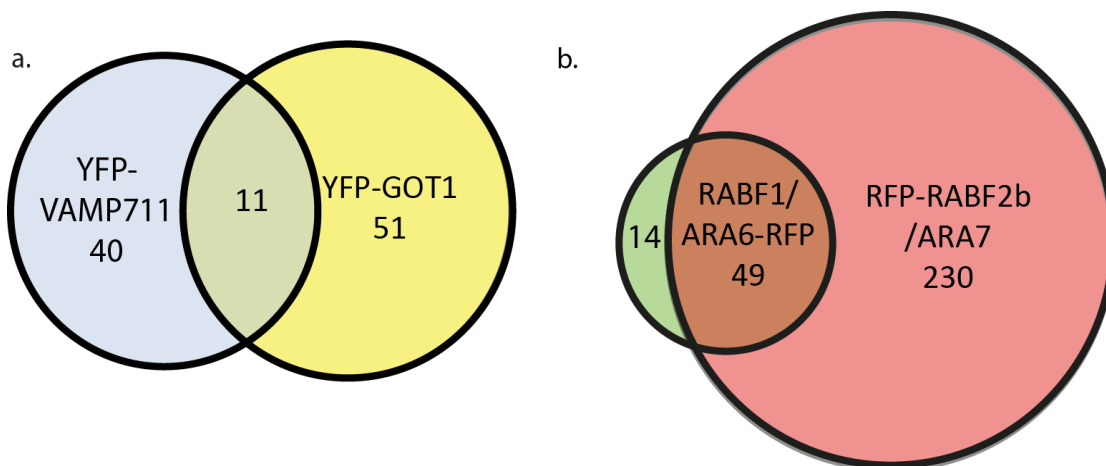 a.
YFP-
VAMP711
40
11
YFP-GOT1
51
b.
14
RABF1/
ARA6-RFP
49
RFP-RABF2b
/ARA7
230